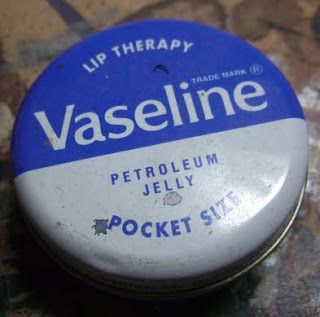 LIP THERAPY
TRADE MARK ®
Vaseline
PETROLEUM
JELLY
POCKET SIZE